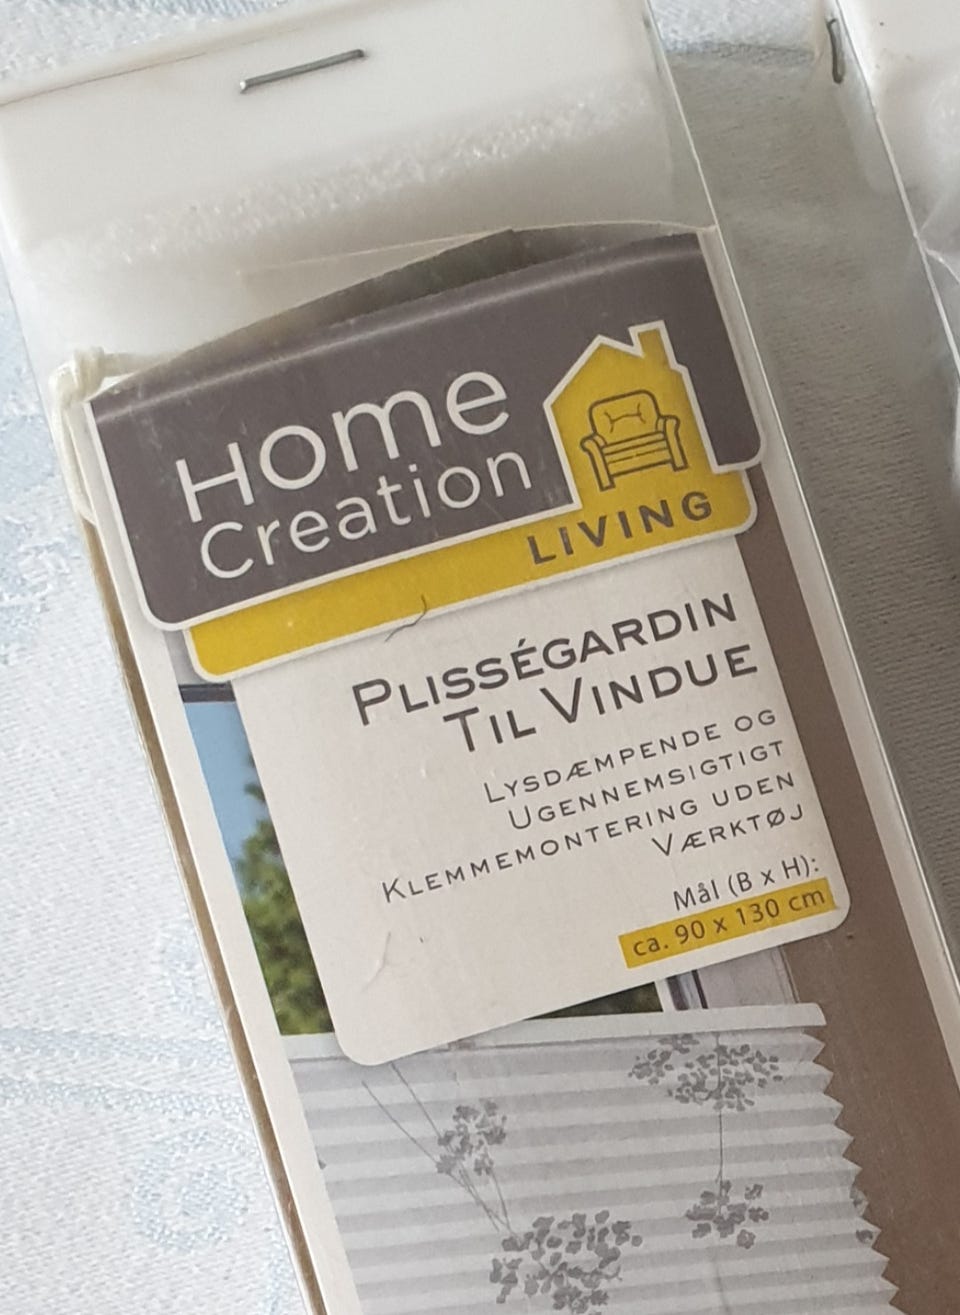 Home
Creation
LIVING
PLISSÉGARDIN
TIL VINDUE
LYSDÆMPENDE OG
UGENNEMSIGTIGT
KLEMMEMONTERING UDEN
VÆRKTØJ
Mål (B x H):
ca. 90 x 130 cm